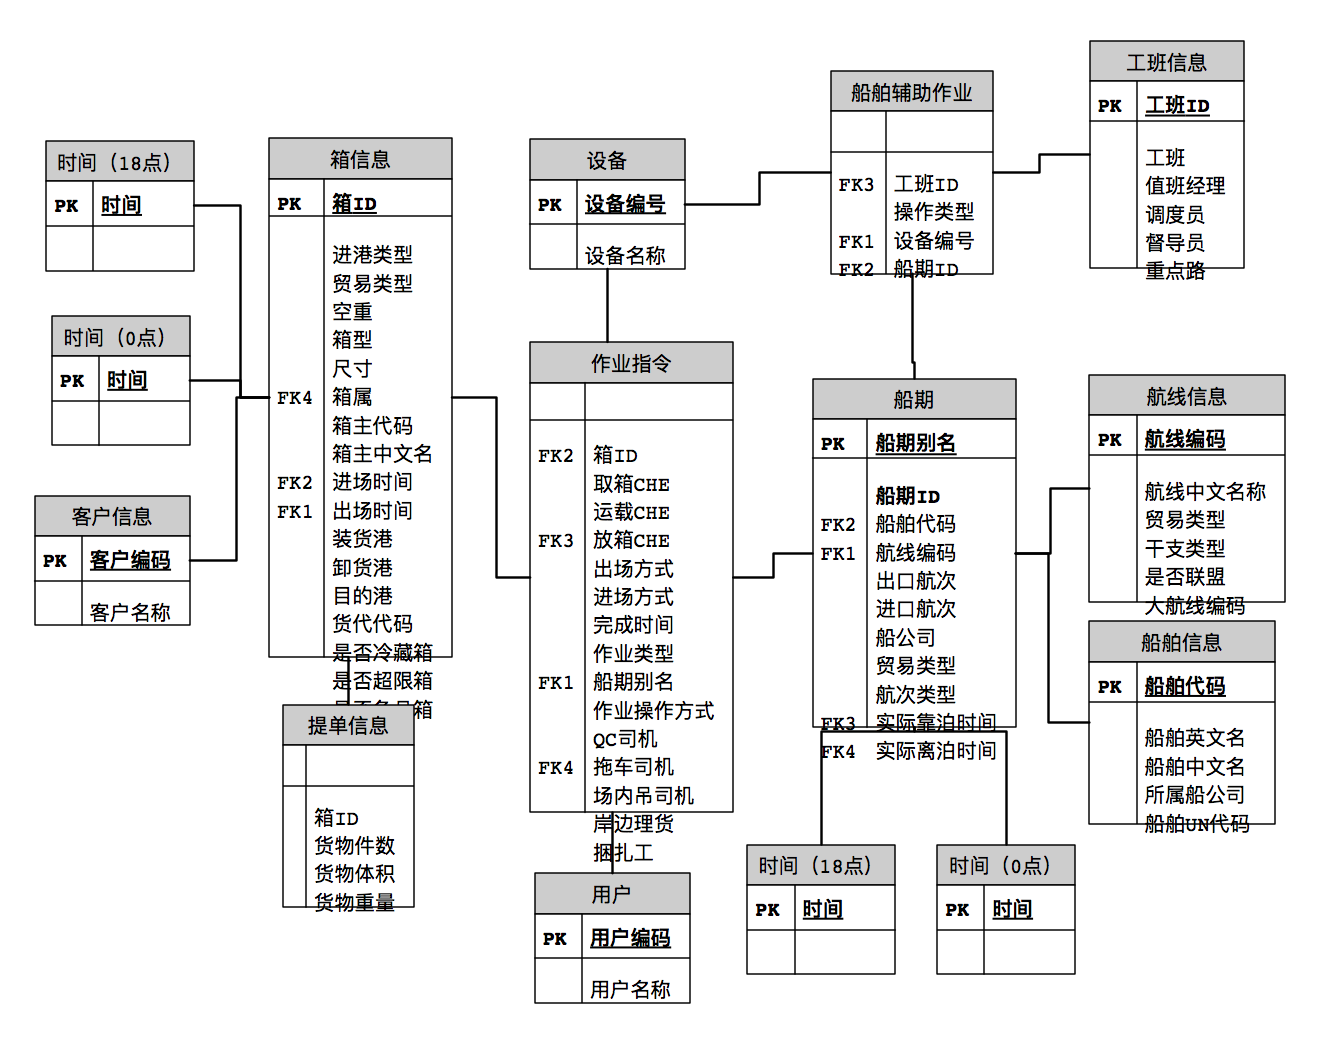 时间（18点）
PK 时间
时间（0点）
PK 时间
客户信息
PK 客户编码
客户名称
箱信息
PK 箱ID
进港类型
贸易类型
空重
箱型
尺寸
FK4 箱属
箱主代码
箱主中文名
FK2 进场时间
FK1 出场时间
装货港
卸货港
目的港
货代代码
是否冷藏箱
是否超限箱
提单信息
箱ID
货物件数
货物体积
货物重量
设备
PK 设备编号
设备名称
作业指令
FK2 箱ID
取箱CHE
运载CHE
FK3 放箱CHE
出场方式
进场方式
完成时间
作业类型
FK1 船期别名
作业操作方式
QC司机
FK4 拖车司机
场内吊司机
岸边理货
捆扎工
用户
PK 用户编码
用户名称
船舶辅助作业
FK3 工班ID
操作类型
FK1 设备编号
FK2 船期ID
船期
PK 船期别名
船期ID
FK2 船舶代码
FK1 航线编码
出口航次
进口航次
船公司
贸易类型
航次类型
FK3 实际靠泊时间
FK4 实际离泊时间
时间（18点）
PK 时间
时间（0点）
PK 时间
工班信息
PK 工班ID
工班
值班经理
调度员
督导员
重点路
航线信息
PK 航线编码
航线中文名称
贸易类型
干支类型
是否联盟
大航线编码
船舶信息
PK 船舶代码
船舶英文名
船舶中文名
所属船公司
船舶UN代码